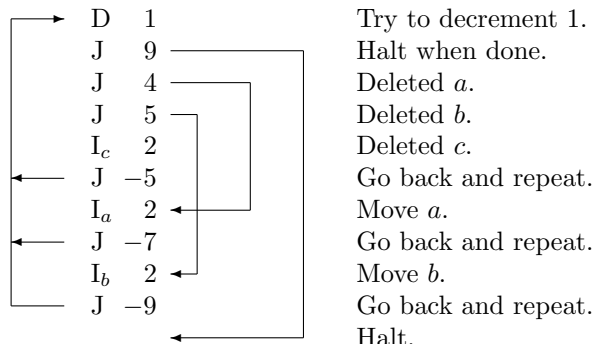 D 1 Try to decrement 1.
J 9 Halt when done.
J 4 Deleted a.
J 5 Deleted b.
I_c 2 Deleted c.
J −5 Go back and repeat.
I_a 2 Move a.
J −7 Go back and repeat.
I_b 2 Move b.
J −9 Go back and repeat.
Halt.